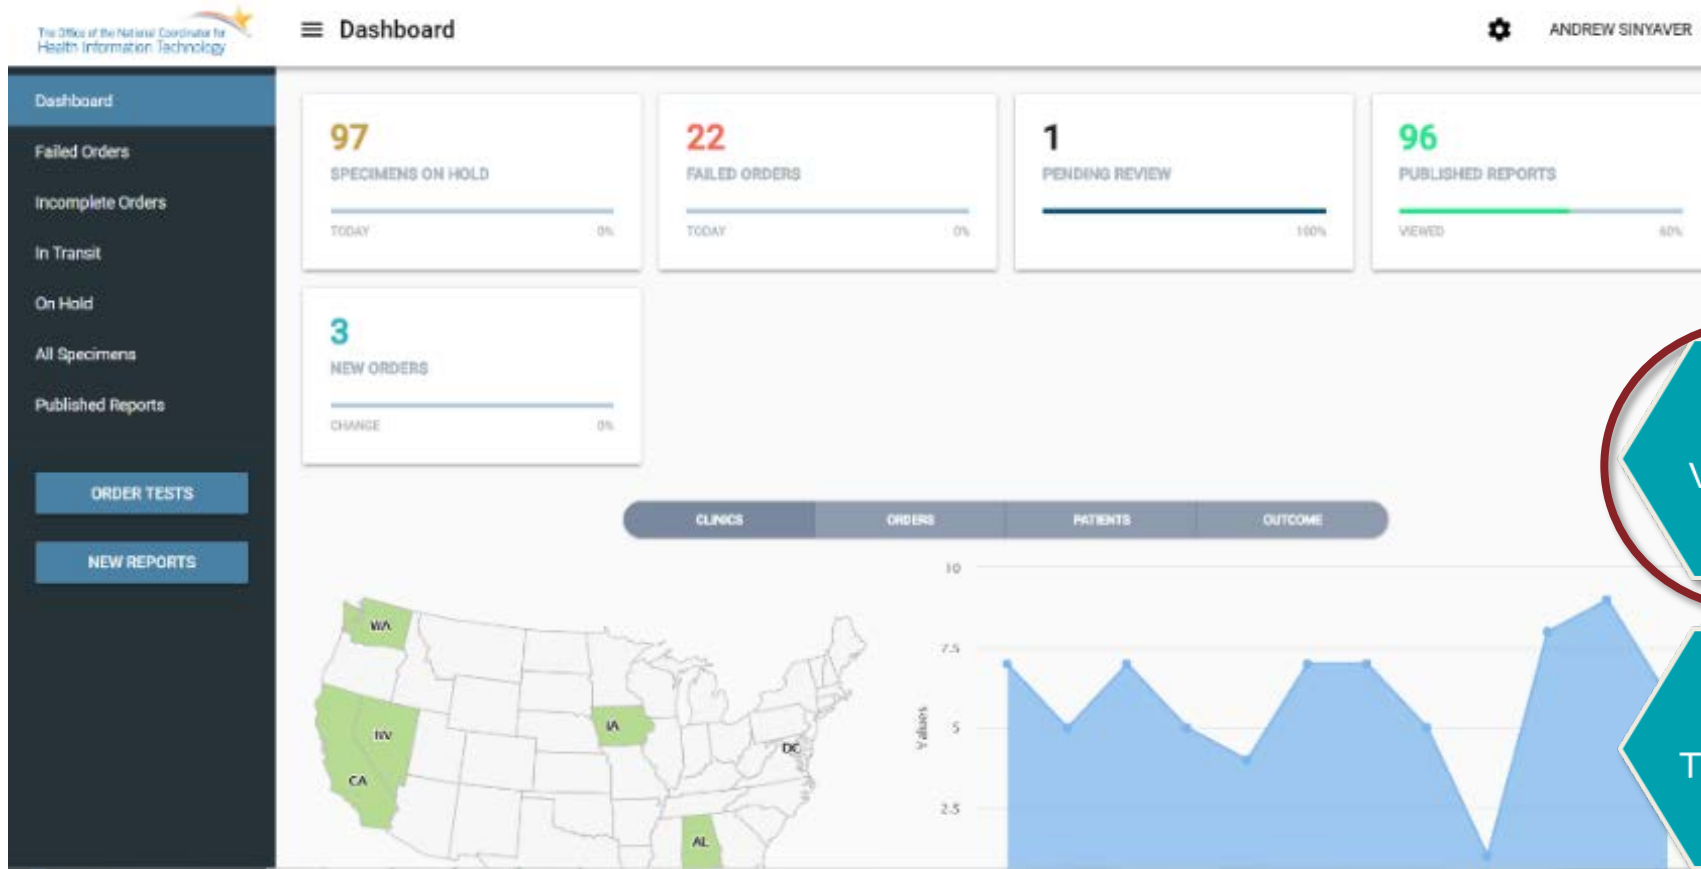 The Office of the National Coordinator for
Health Information Technology
Dashboard
ANDREW SINYAVER
Dashboard
Failed Orders
Incomplete Orders
In Transit
On Hold
All Specimens
Published Reports
ORDER TESTS
NEW REPORTS
97
SPECIMENS ON HOLD
TODAY 0%
22
FAILED ORDERS
TODAY 0%
1
PENDING REVIEW
100%
96
PUBLISHED REPORTS
VIEWED 60%
3
NEW ORDERS
CHANGE 0%
CLINICS ORDERS PATIENTS OUTCOME
WA
NV
CA
IA
DC
AL
10
7.5
5
2.5
Values
V
T